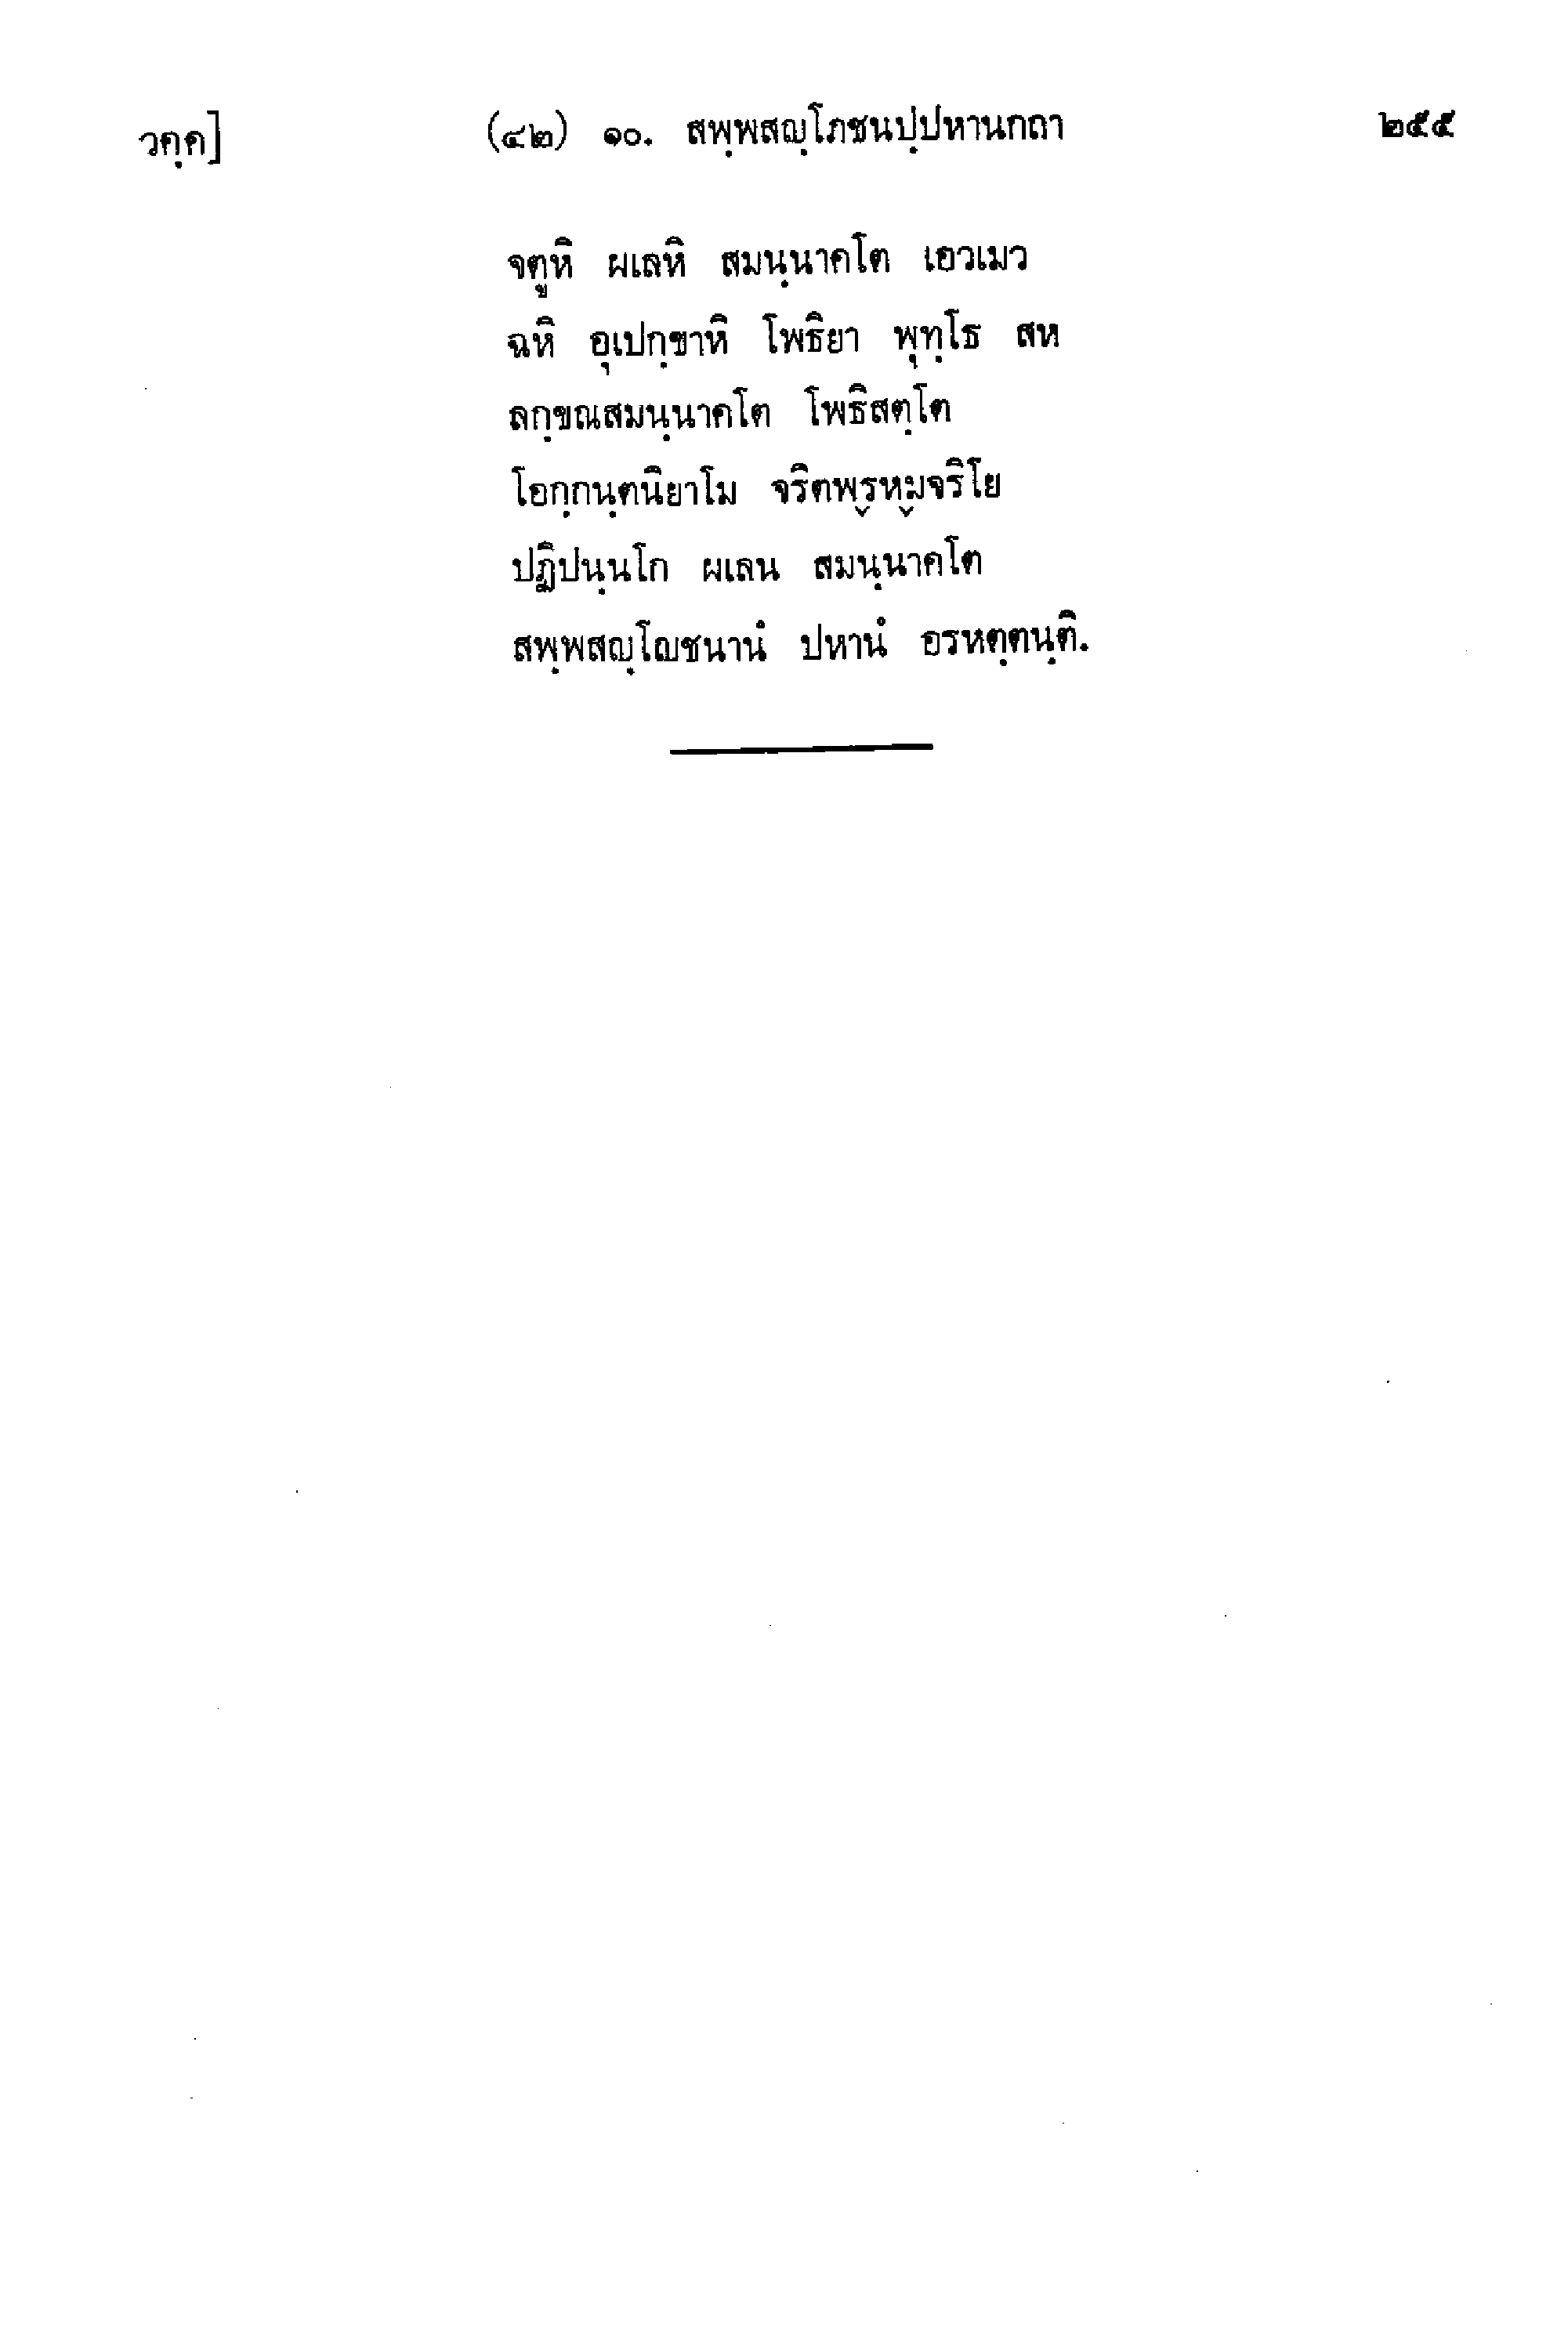 วคฺค] (๔๒) ๑๐. สพฺพสญฺโภชนปฺปหานกถา ๒๕๕
จตูหิ ผเลหิ สมนฺนาคโต เอวเมว
ฉหิ อุเปกฺขาหิ โพธิยา พุทฺโธ สห
ลกฺขณสมนฺนาคโต โพธิสตฺโต
โอกฺกนฺตนิยาโม จริตพฺรหฺมจริโย
ปฏิปนฺนโก ผเลน สมนฺนาคโต
สพฺพสญฺโญชนานํ ปหานํ อรหตฺตนฺติ.